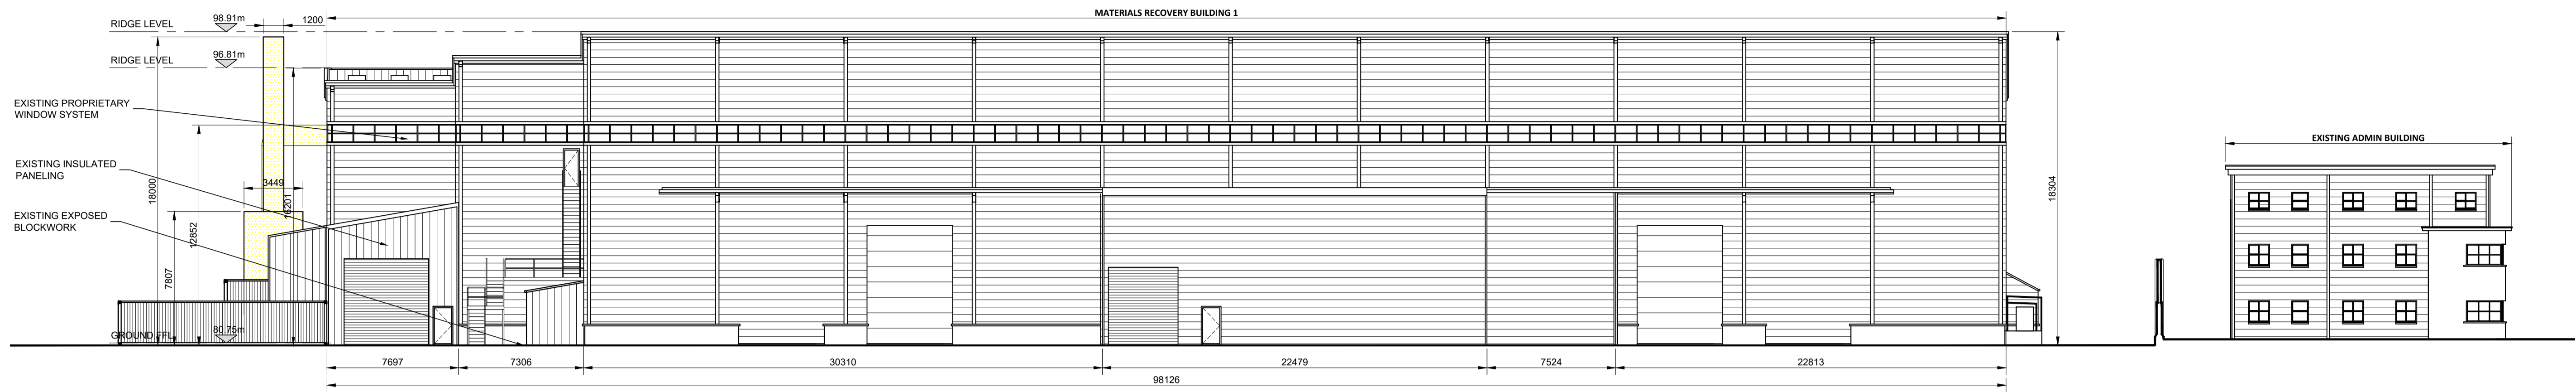 MATERIALS RECOVERY BUILDING 1
RIDGE LEVEL
98.91m
1200
RIDGE LEVEL
96.81m
EXISTING PROPRIETARY
WINDOW SYSTEM
EXISTING INSULATED
PANELING
EXISTING EXPOSED
BLOCKWORK
18000
3449
16201
12852
7807
GROUND FFL
80.75m
18304
EXISTING ADMIN BUILDING
7697
7306
30310
22479
7524
22813
98126